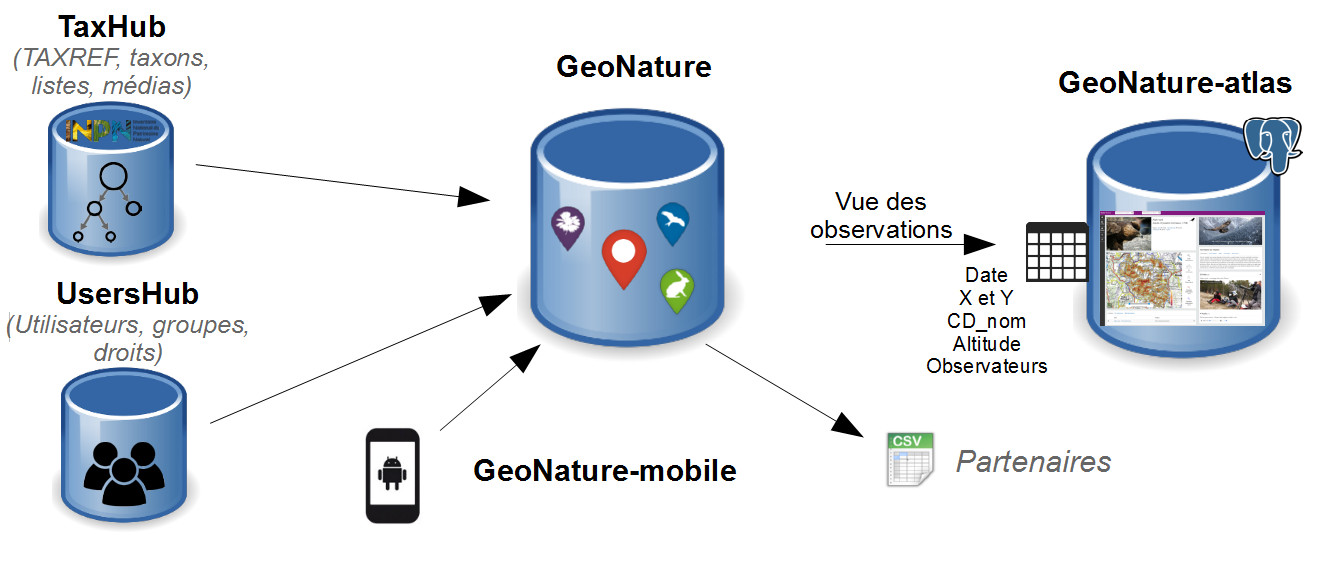 TaxHub
(TAXREF, taxons,
listes, médias)
INPN
UsersHub
(Utilisateurs, groupes,
droits)
GeoNature
GeoNature-mobile
Vue des
observations
Date
X et Y
CD_nom
Altitude
Observateurs
GeoNature-atlas
CSV
Partenaires